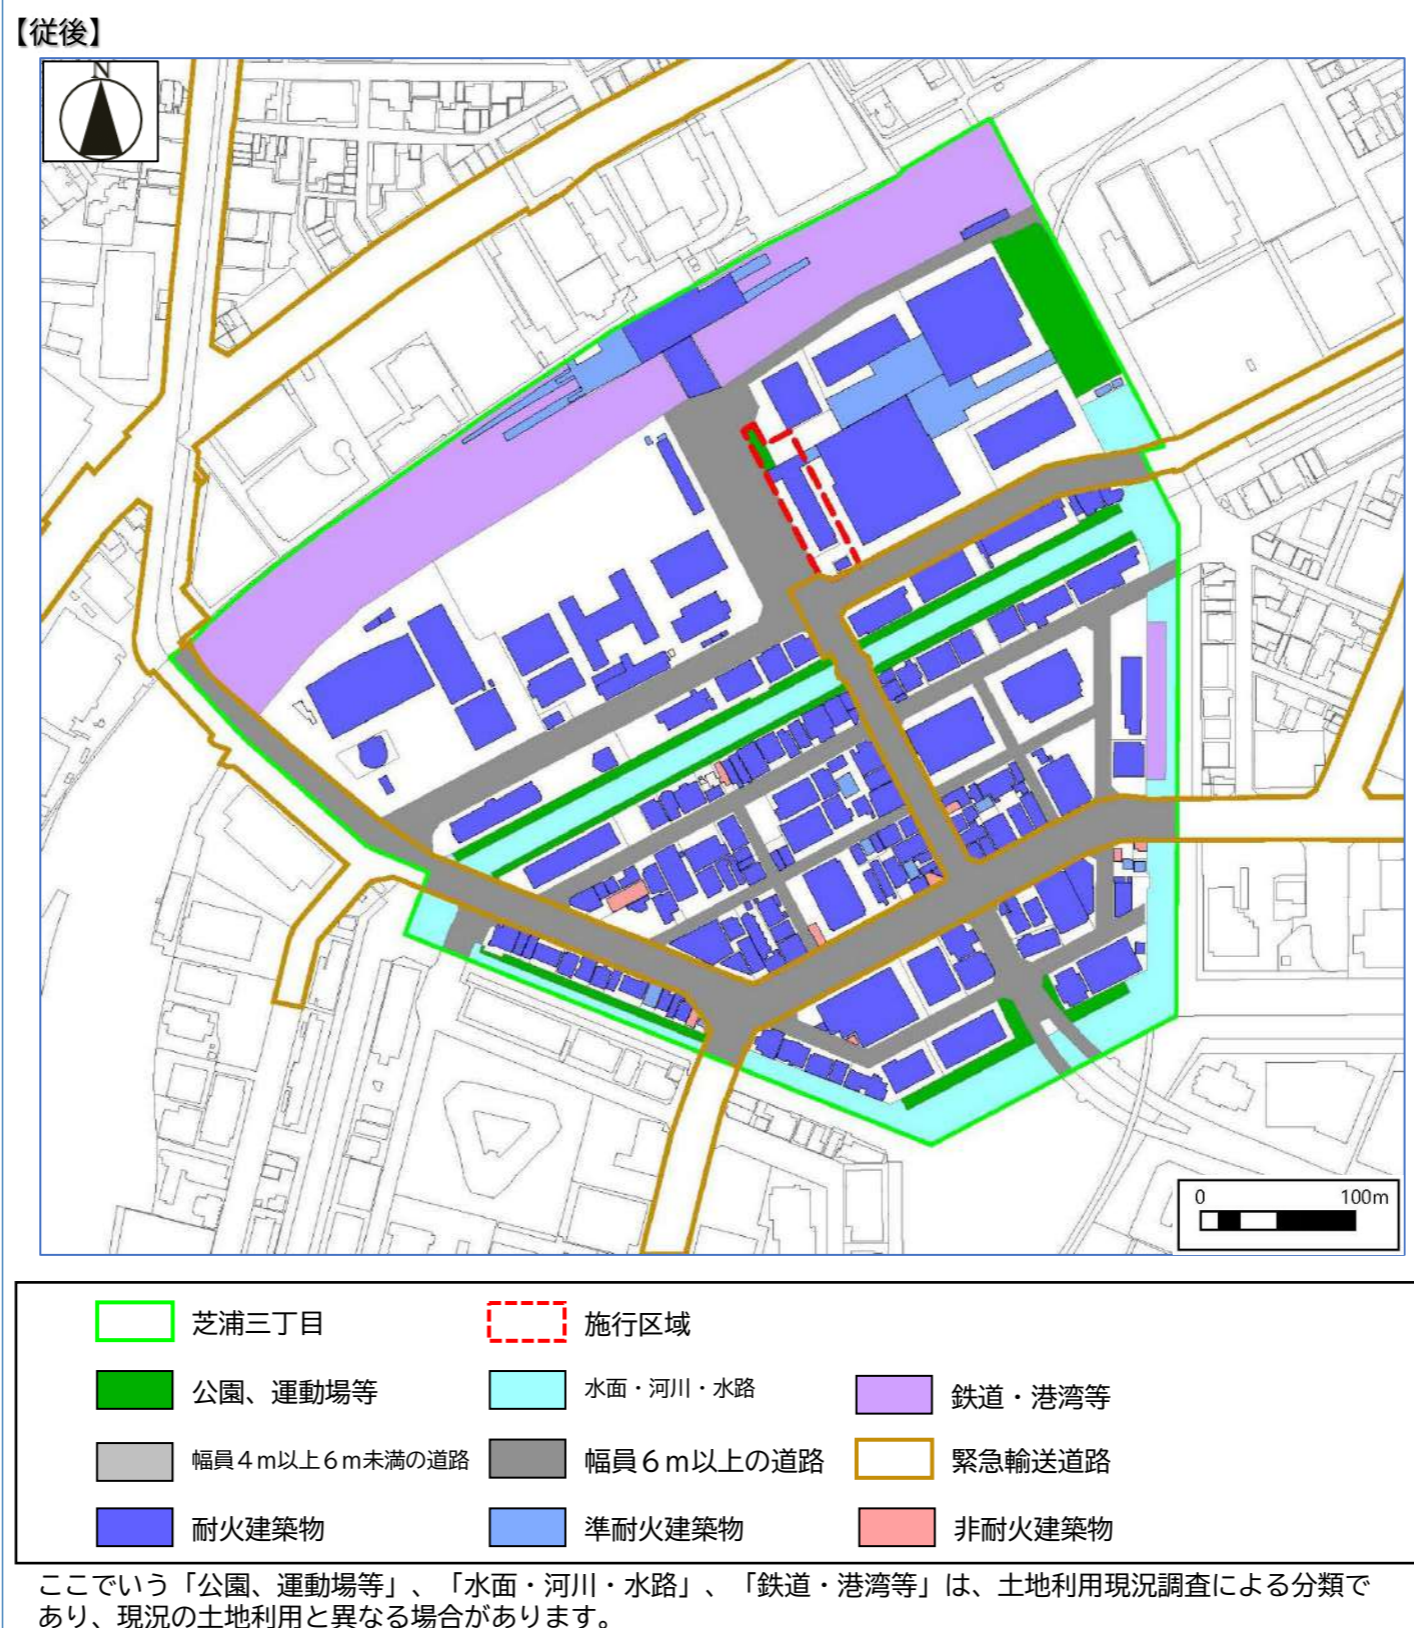 【従後】
N
0 100m
芝浦三丁目
施行区域
公園、運動場等
水面・河川・水路
鉄道・港湾等
幅員４ｍ以上６ｍ未満の道路
幅員６ｍ以上の道路
緊急輸送道路
耐火建築物
準耐火建築物
非耐火建築物
ここでいう「公園、運動場等」、「水面・河川・水路」、「鉄道・港湾等」は、土地利用現況調査による分類で
あり、現況の土地利用と異なる場合があります。